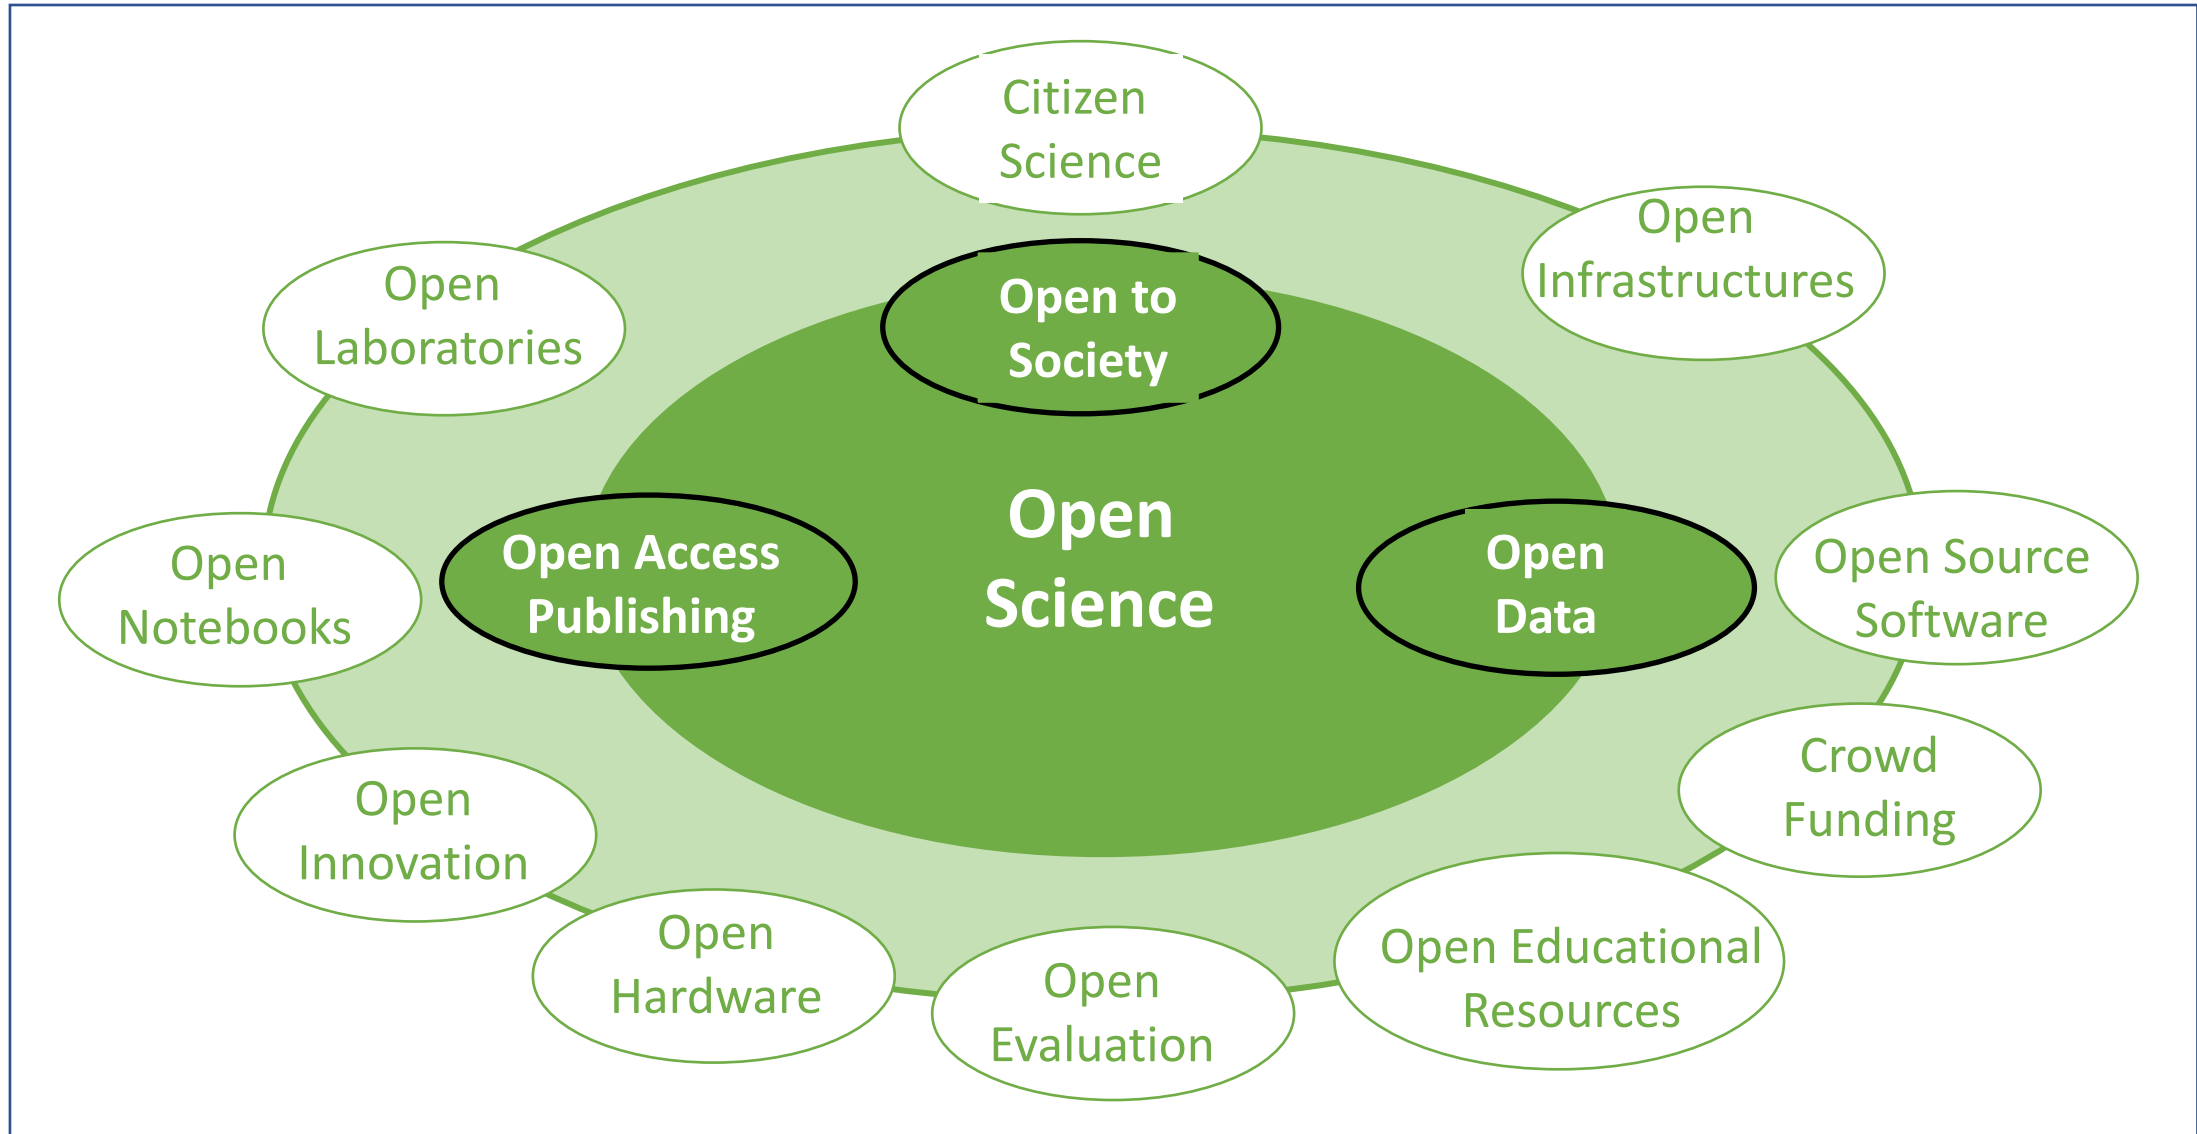 Citizen
Science
Open
Infrastructures
Open
Laboratories
Open to
Society
Open
Science
Open Access
Publishing
Open
Data
Open Source
Software
Open
Notebooks
Crowd
Funding
Open
Innovation
Open
Hardware
Open Educational
Resources
Open
Evaluation